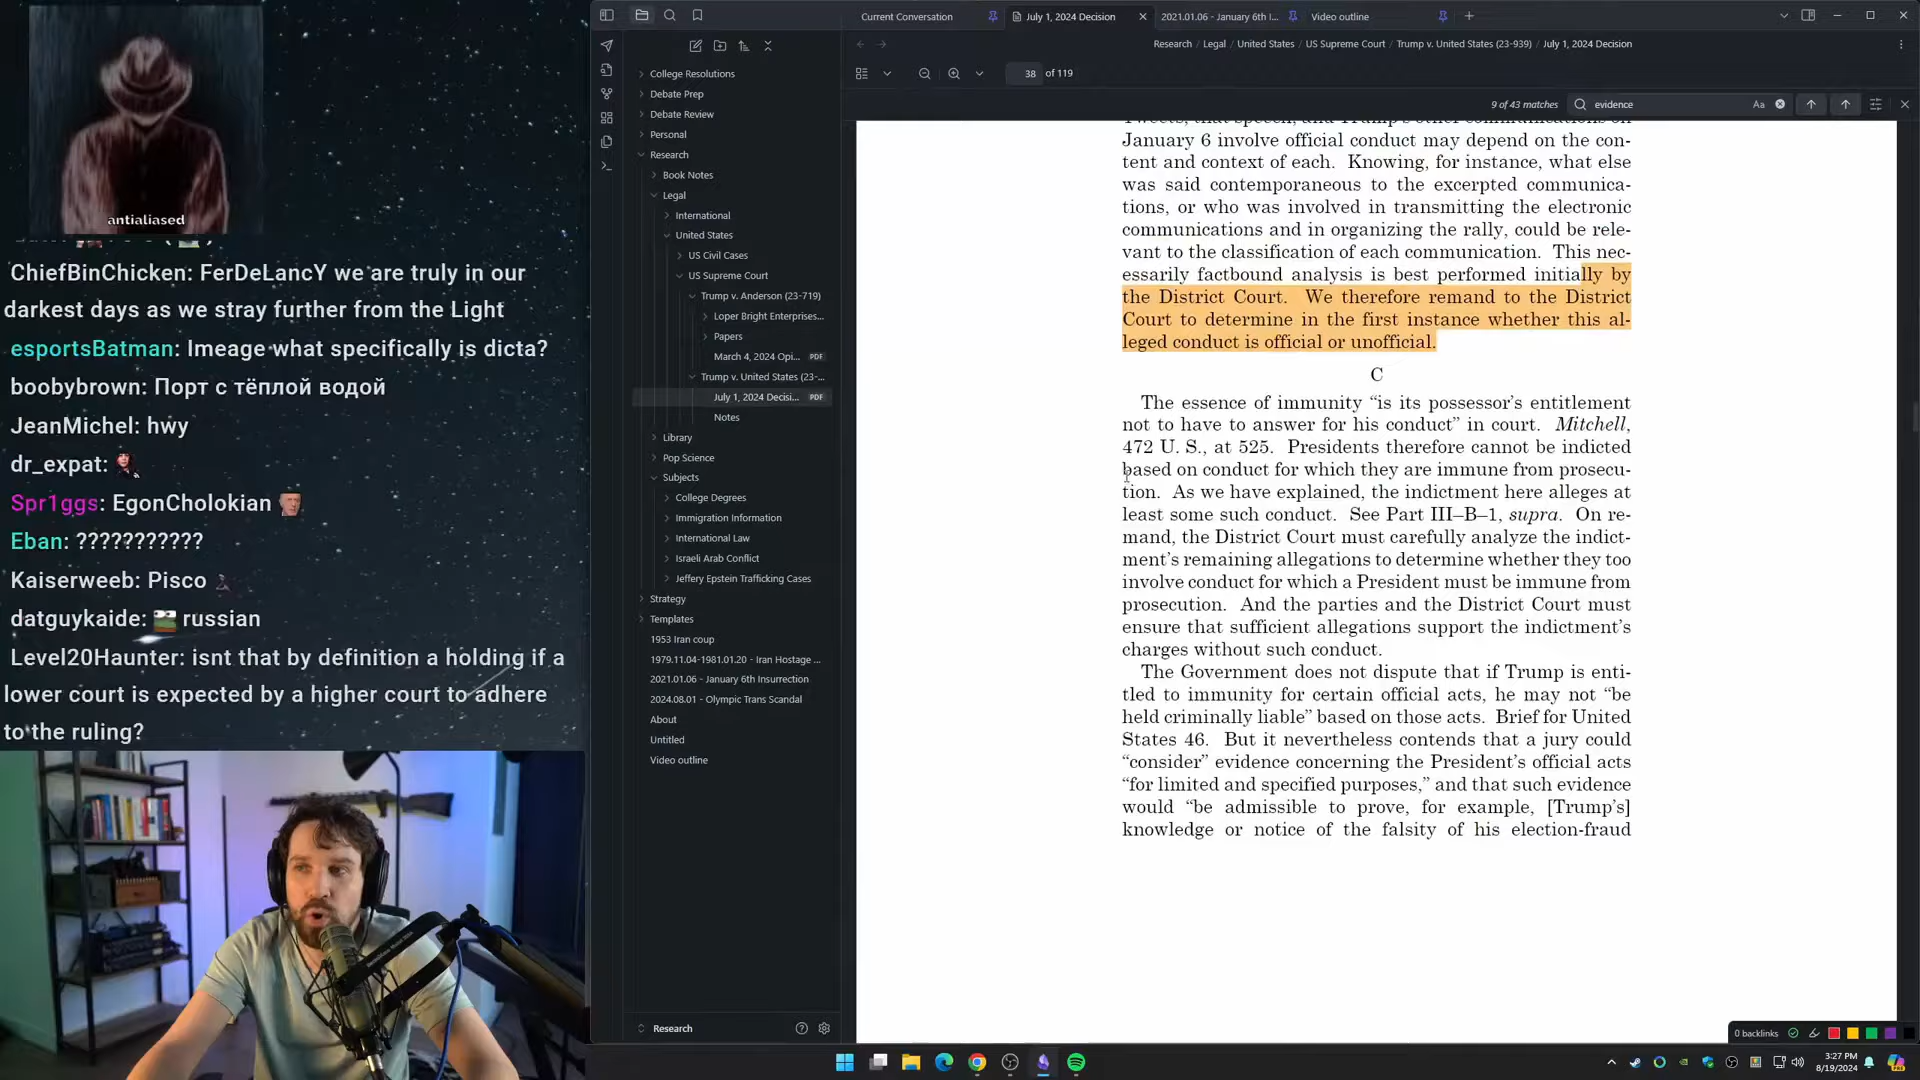 antialiased
ChiefBinChicken: FerDeLancY we are truly in our
darkest days as we stray further from the Light
esportsBatman: Imeage what specifically is dicta?
boobybrown: Порт с тёплой водой
JeanMichel: hwy
dr_expat:
Spr1ggs: EgonCholokian
Eban: ???????????
Kaiserweeb: Pisco
datguykaide: russian
Level20Haunter: isnt that by definition a holding if a
lower court is expected by a higher court to adhere
to the ruling?
College Resolutions
Debate Prep
Debate Review
Personal
Research
Book Notes
Legal
International
United States
US Civil Cases
US Supreme Court
Trump v. Anderson (23-719)
Loper Bright Enterprises...
Papers
March 4, 2024 Opi... PDF
Trump v. United States (23-...
July 1, 2024 Decisi... PDF
Notes
Library
Pop Science
Subjects
College Degrees
Immigration Information
International Law
Israeli Arab Conflict
Jeffery Epstein Trafficking Cases
Strategy
Templates
1953 Iran coup
1979.11.04-1981.01.20 - Iran Hostage ...
2021.01.06 - January 6th Insurrection
2024.08.01 - Olympic Trans Scandal
About
Untitled
Video outline
Research
Current Conversation
July 1, 2024 Decision
2021.01.06 - January 6th I...
Video outline
Research / Legal / United States / US Supreme Court / Trump v. United States (23-939) / July 1, 2024 Decision
38 of 119
9 of 43 matches
evidence
Aa
Tweets, that speech, and Trump's other communications on
January 6 involve official conduct may depend on the con-
tent and context of each. Knowing, for instance, what else
was said contemporaneous to the excerpted communica-
tions, or who was involved in transmitting the electronic
communications and in organizing the rally, could be rele-
vant to the classification of each communication. This nec-
essarily factbound analysis is best performed initially by
the District Court. We therefore remand to the District
Court to determine in the first instance whether this al-
leged conduct is official or unofficial.
C
The essence of immunity “is its possessor's entitlement
not to have to answer for his conduct” in court. Mitchell,
472 U. S., at 525. Presidents therefore cannot be indicted
based on conduct for which they are immune from prosecu-
tion. As we have explained, the indictment here alleges at
least some such conduct. See Part III–B–1, supra. On re-
mand, the District Court must carefully analyze the indict-
ment's remaining allegations to determine whether they too
involve conduct for which a President must be immune from
prosecution. And the parties and the District Court must
ensure that sufficient allegations support the indictment's
charges without such conduct.
The Government does not dispute that if Trump is enti-
tled to immunity for certain official acts, he may not “be
held criminally liable” based on those acts. Brief for United
States 46. But it nevertheless contends that a jury could
“consider” evidence concerning the President's official acts
“for limited and specified purposes,” and that such evidence
would “be admissible to prove, for example, [Trump's]
knowledge or notice of the falsity of his election-fraud
0 backlinks
3:27 PM
8/19/2024